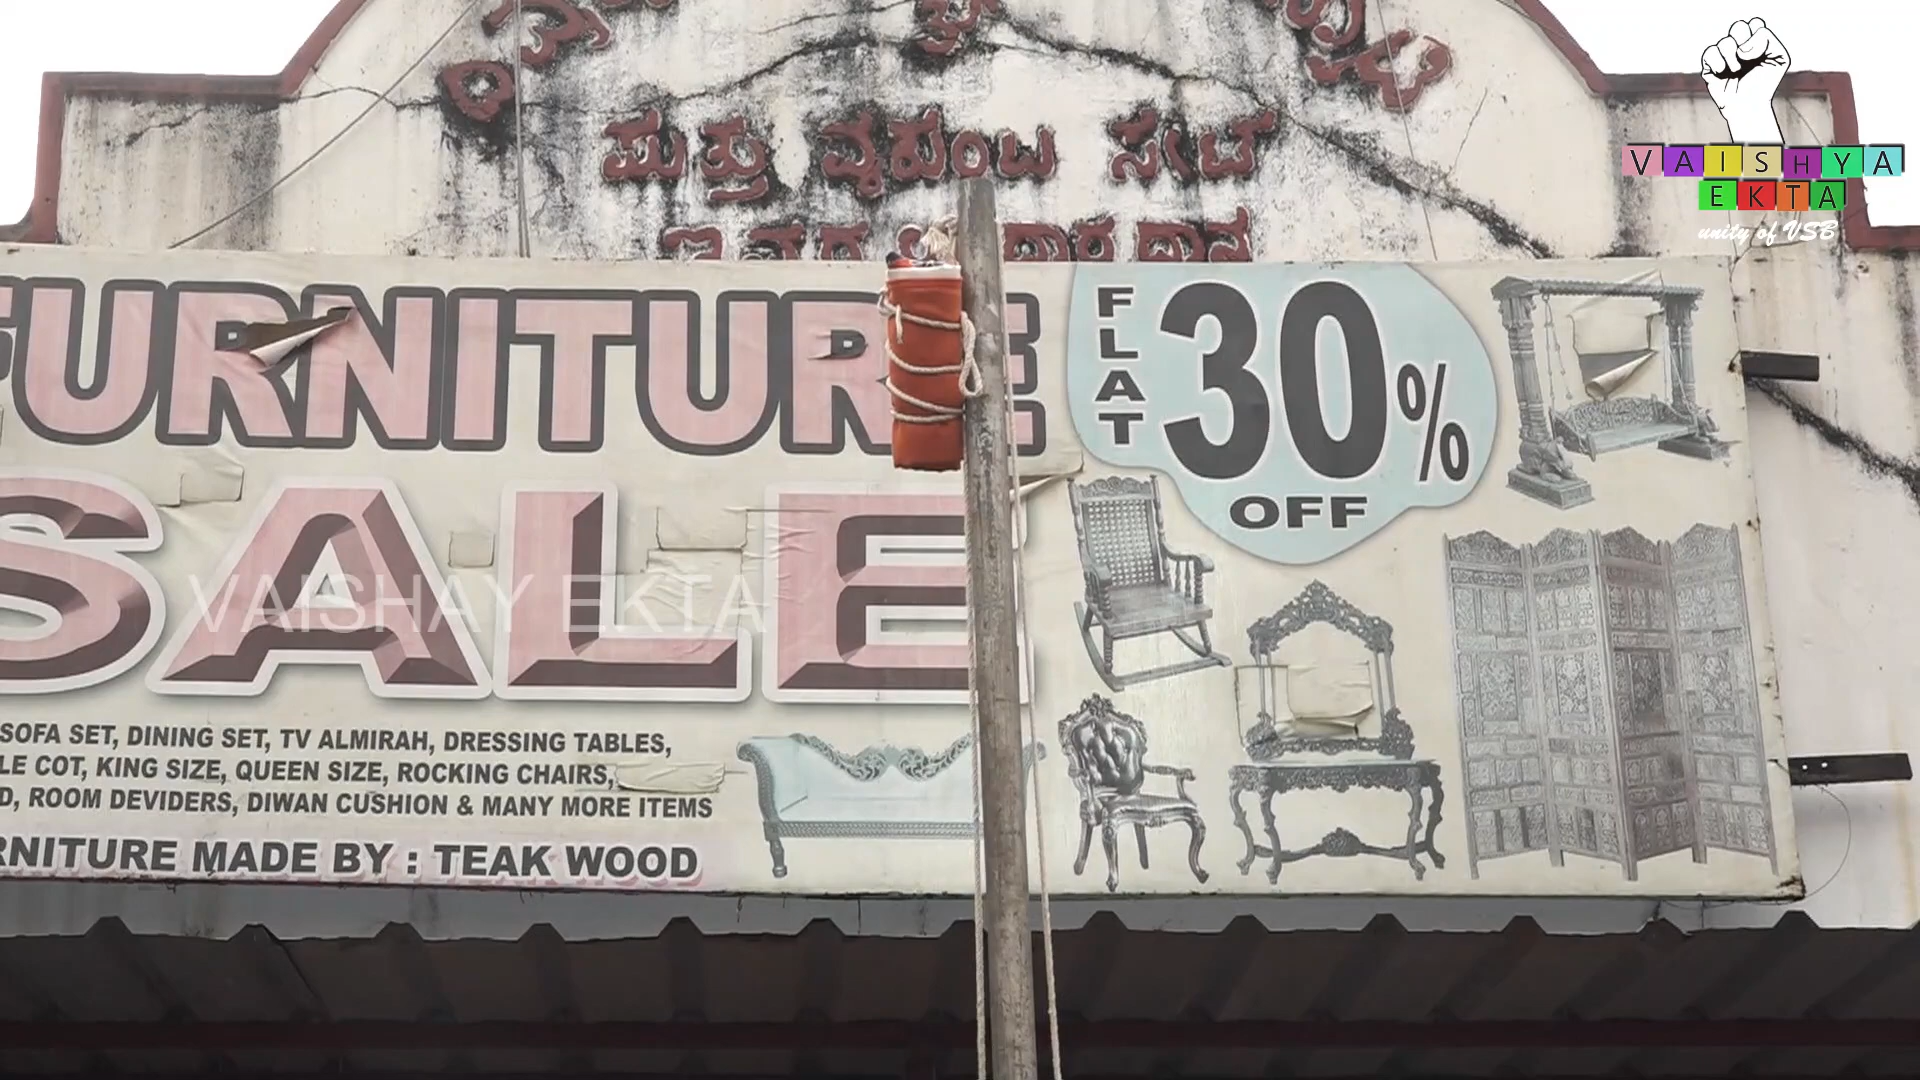 ಪುತ್ತು ವ್ಯಕುಂಟ ಸೇಟ್
VAISHYA
EKTA
unity of VSB
FURNITURE
FLAT
30%
OFF
SALE
VAISHAY EKTA
SOFA SET, DINING SET, TV ALMIRAH, DRESSING TABLES,
LE COT, KING SIZE, QUEEN SIZE, ROCKING CHAIRS,
D, ROOM DEVIDERS, DIWAN CUSHION & MANY MORE ITEMS
RNITURE MADE BY : TEAK WOOD